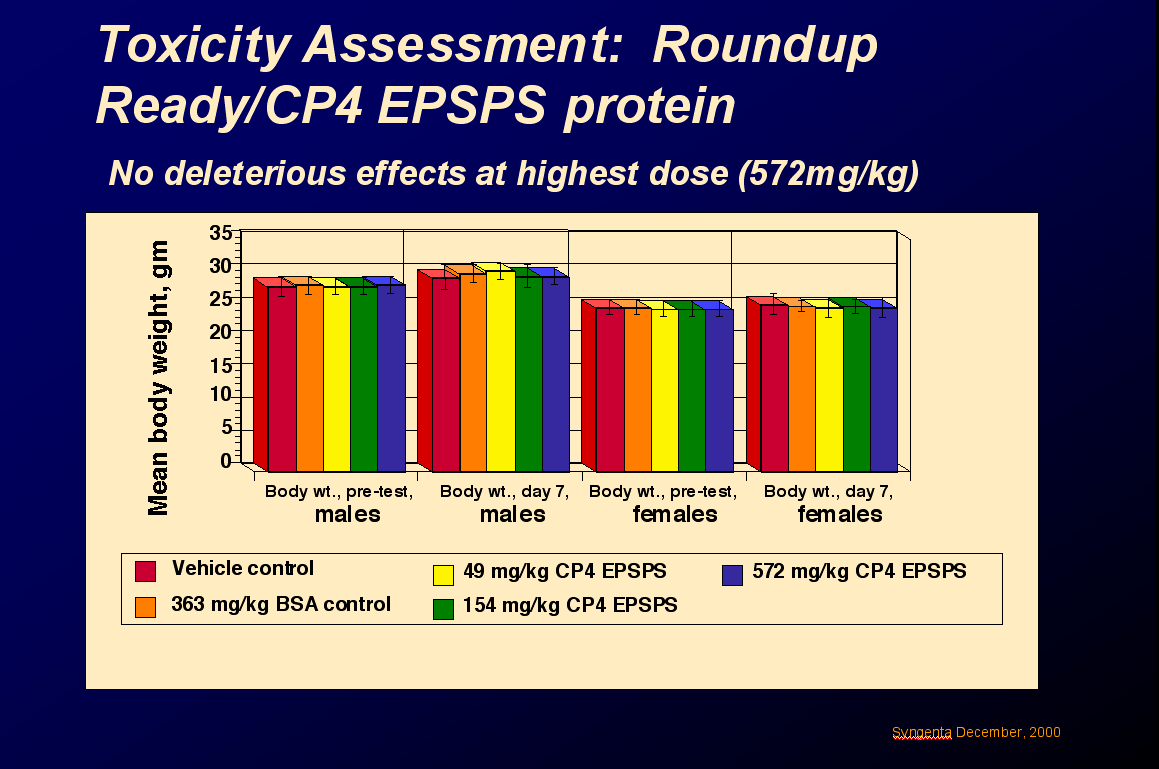 Toxicity Assessment: Roundup
Ready/CP4 EPSPS protein
No deleterious effects at highest dose (572mg/kg)
Mean body weight, gm
35
30
25
20
15
10
5
0
Body wt., pre-test,
males
Body wt., day 7,
males
Body wt., pre-test,
females
Body wt., day 7,
females
Vehicle control
363 mg/kg BSA control
49 mg/kg CP4 EPSPS
154 mg/kg CP4 EPSPS
572 mg/kg CP4 EPSPS
Syngenta December, 2000